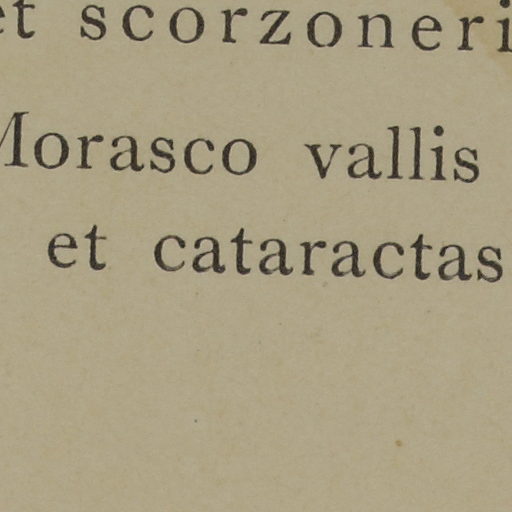 et scorzoneri
Morasco vallis
et cataractas